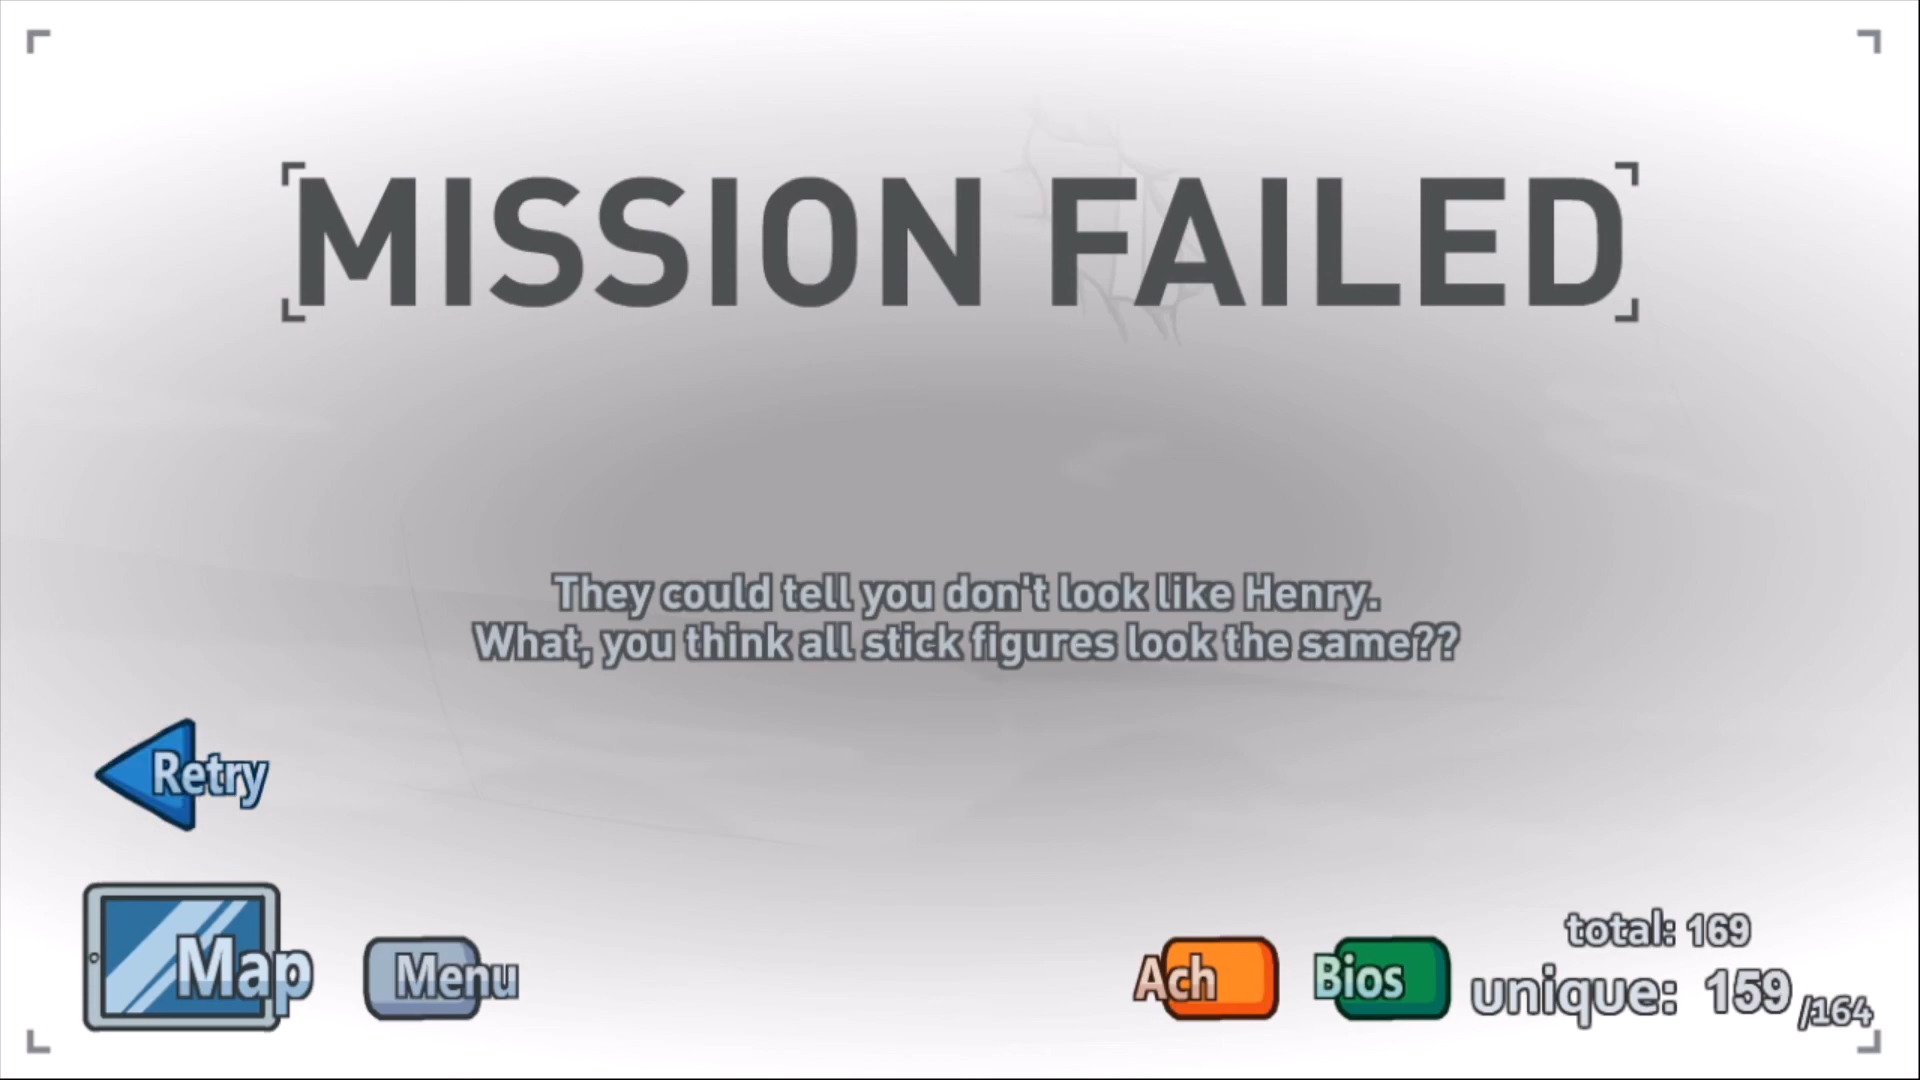 MISSION FAILED
They could tell you don't look like Henry.
What, you think all stick figures look the same??
Retry
Map
Menu
Ach
Bios
total: 169
unique: 159 /164